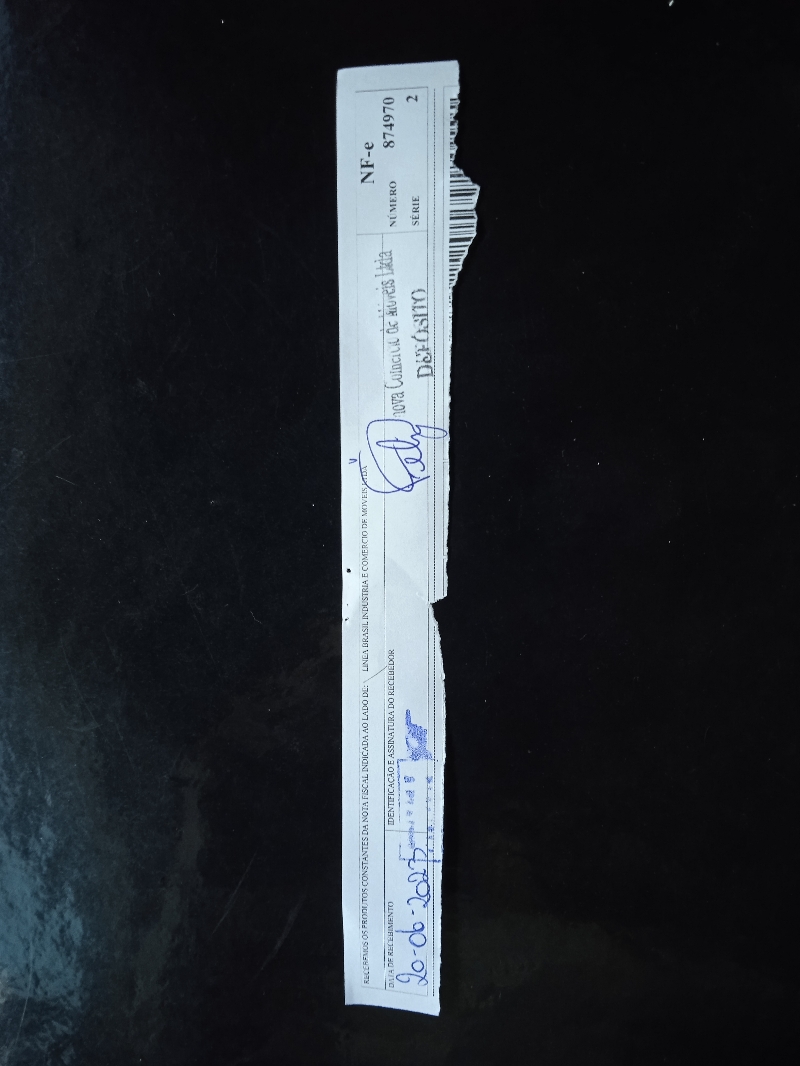 RECEBEMOS OS PRODUTOS CONSTANTES DA NOTA FISCAL INDICADA AO LADO DE: LINEA BRASIL INDUSTRIA E COMERCIO DE MOVEIS LTDA
NF-e
DATA DE RECEBIMENTO
IDENTIFICAÇÃO E ASSINATURA DO RECEBEDOR
NÚMERO 874970
SÉRIE 2
20-06-2023
nova Comercial de Móveis Ltda
DEPÓSITO